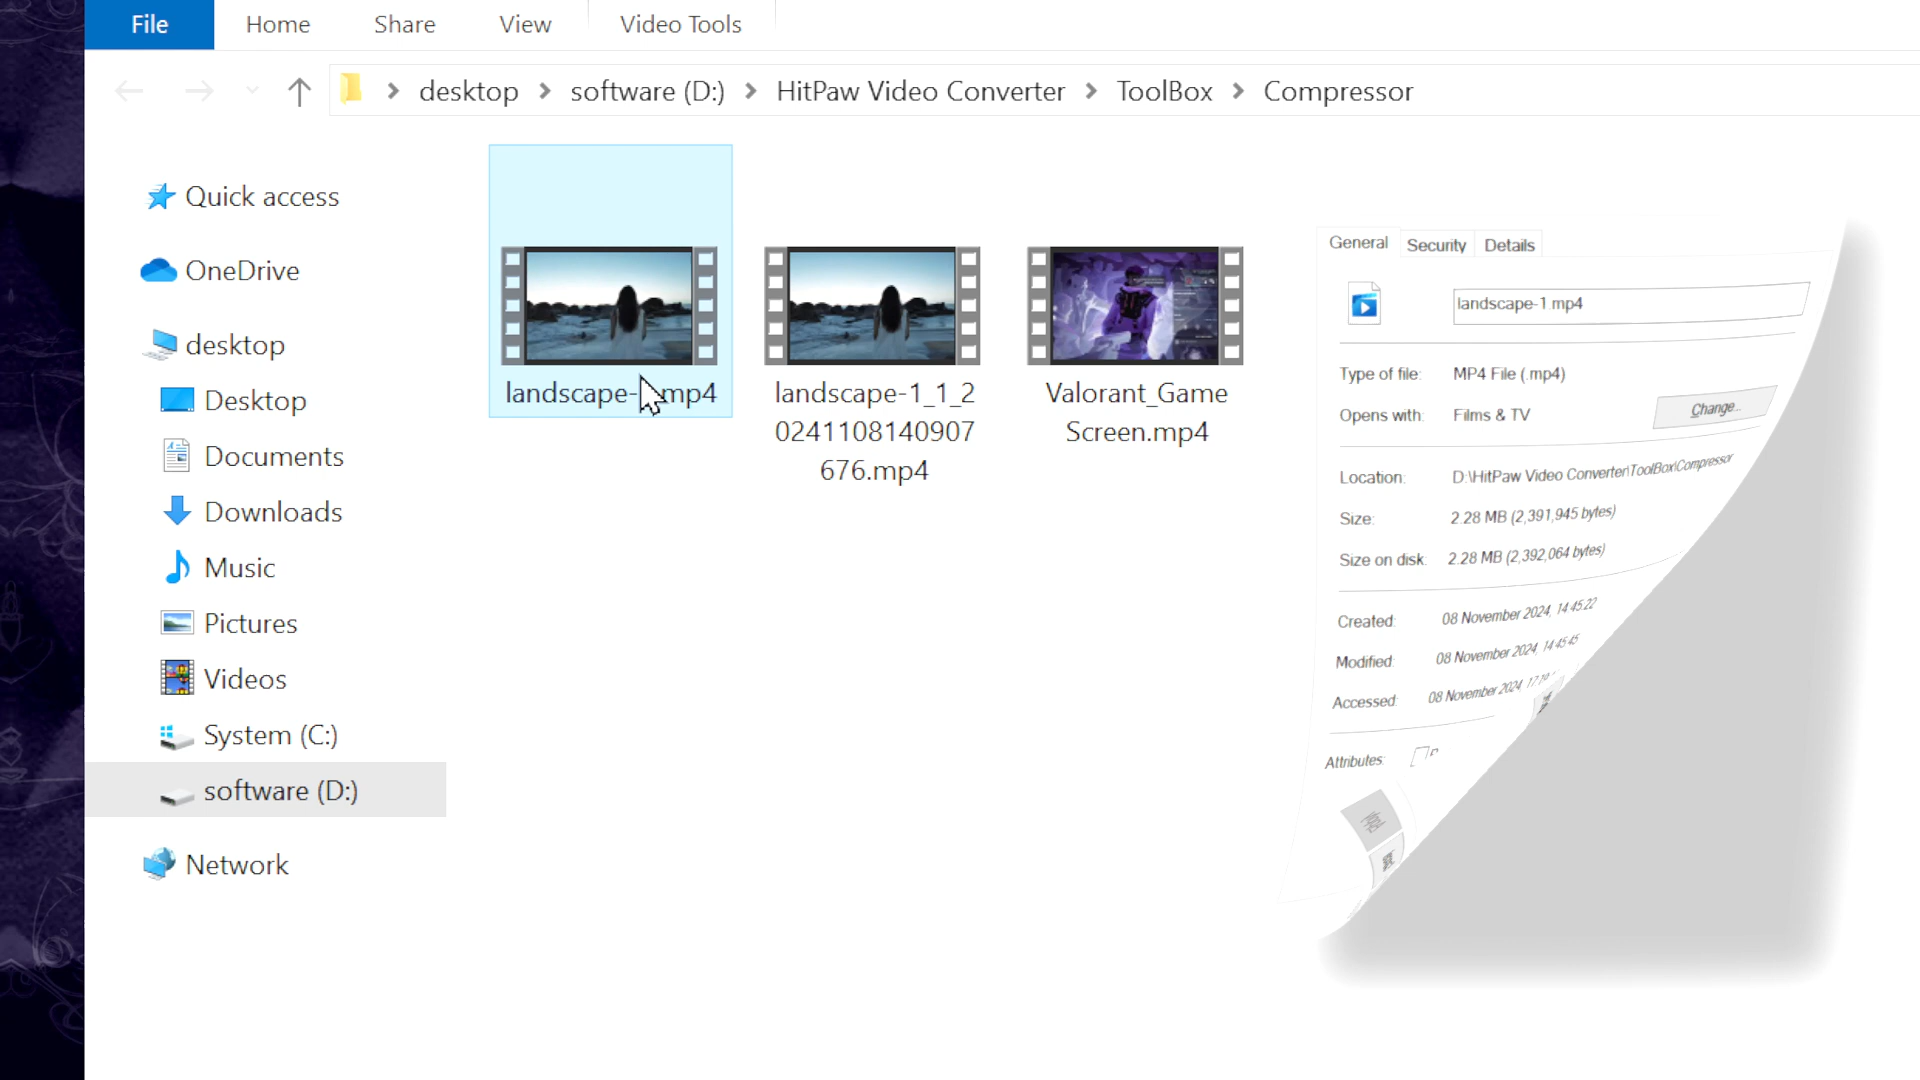 File Home Share View Video Tools
desktop software (D:) HitPaw Video Converter ToolBox Compressor
Quick access
OneDrive
desktop
Desktop
Documents
Downloads
Music
Pictures
Videos
System (C:)
software (D:)
Network
landscape- .mp4
landscape-1_1_2
0241108140907
676.mp4
Valorant_Game
Screen.mp4
General Security Details
landscape-1.mp4
Type of file: MP4 File (.mp4)
Opens with: Films & TV Change...
Location: D:\HitPaw Video Converter\ToolBox\Compressor
Size: 2.28 MB (2,391,945 bytes)
Size on disk: 2.28 MB (2,392,064 bytes)
Created: 08 November 2024, 14:45:22
Modified: 08 November 2024, 14:45:45
Accessed: 08 November 2024,
Attributes: